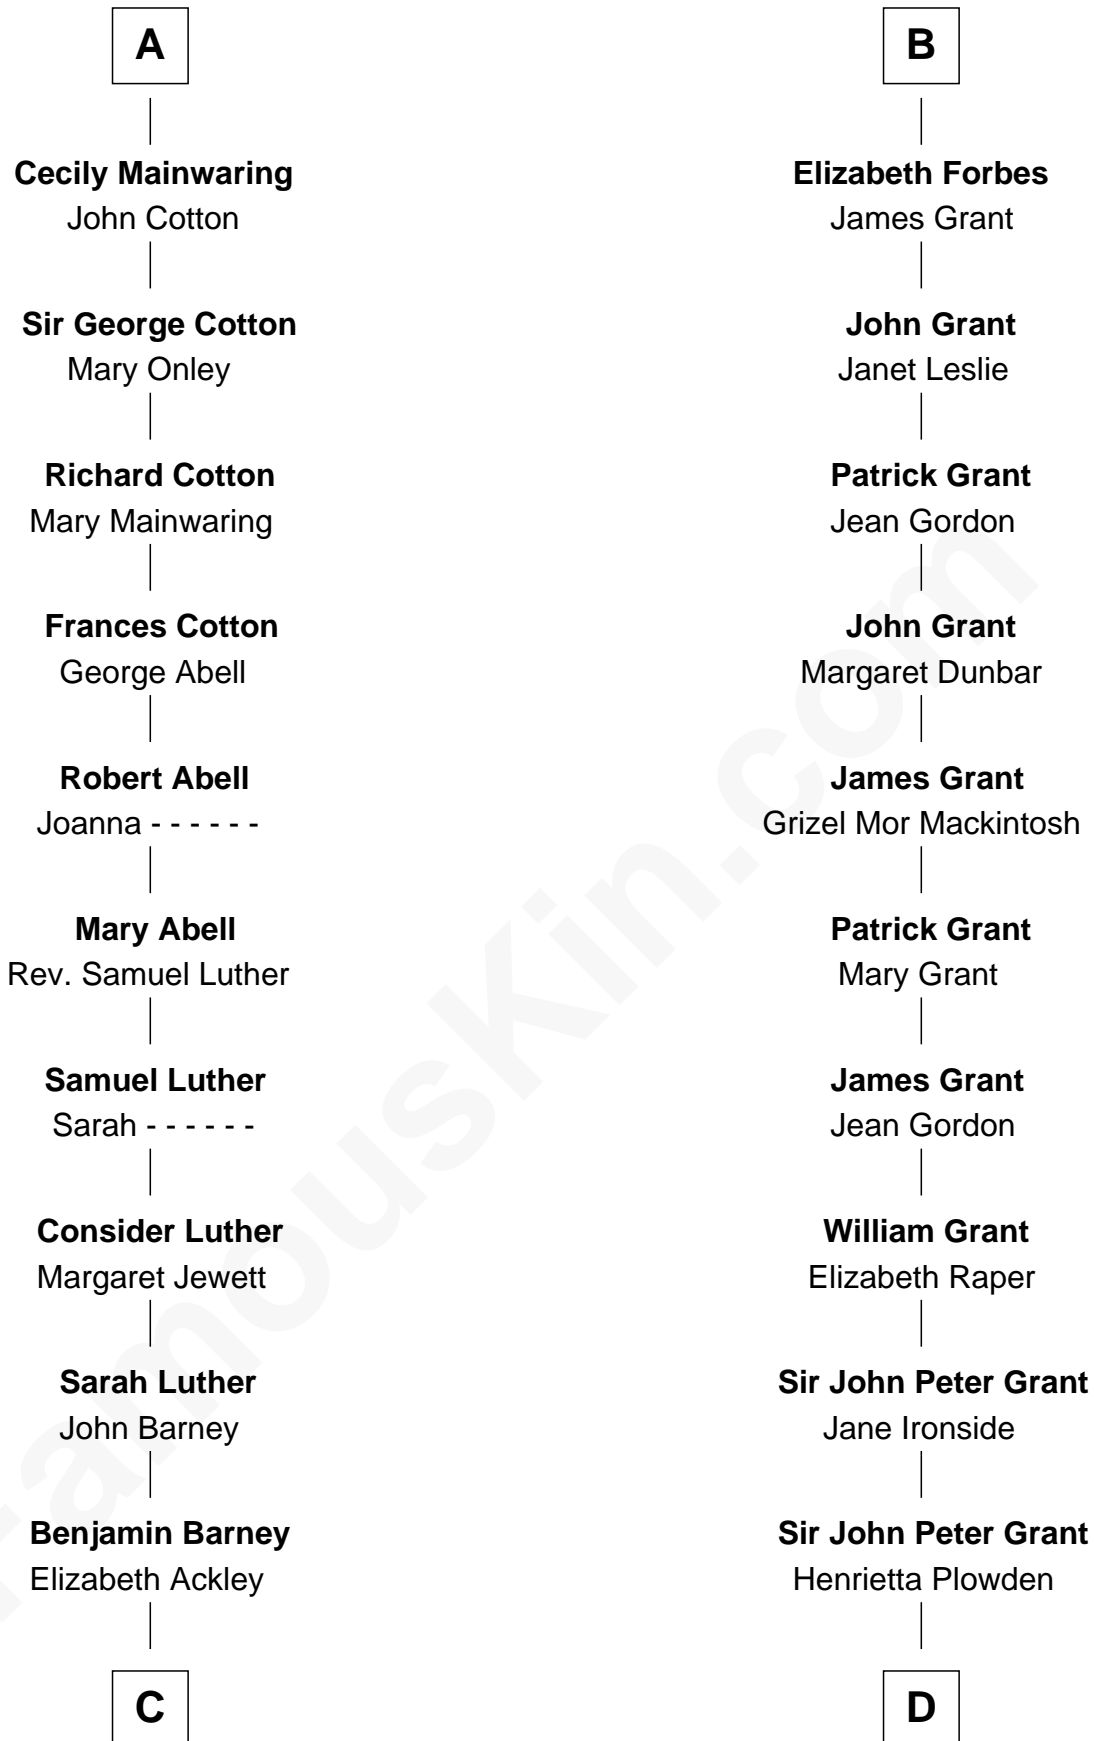 A
Cecily Mainwaring
John Cotton
Sir George Cotton
Mary Onley
Richard Cotton
Mary Mainwaring
Frances Cotton
George Abell
Robert Abell
Joanna - - - - - -
Mary Abell
Rev. Samuel Luther
Samuel Luther
Sarah - - - - - -
Consider Luther
Margaret Jewett
Sarah Luther
John Barney
Benjamin Barney
Elizabeth Ackley
C
B
Elizabeth Forbes
James Grant
John Grant
Janet Leslie
Patrick Grant
Jean Gordon
John Grant
Margaret Dunbar
James Grant
Grizel Mor Mackintosh
Patrick Grant
Mary Grant
James Grant
Jean Gordon
William Grant
Elizabeth Raper
Sir John Peter Grant
Jane Ironside
Sir John Peter Grant
Henrietta Plowden
D
FamousKin.com